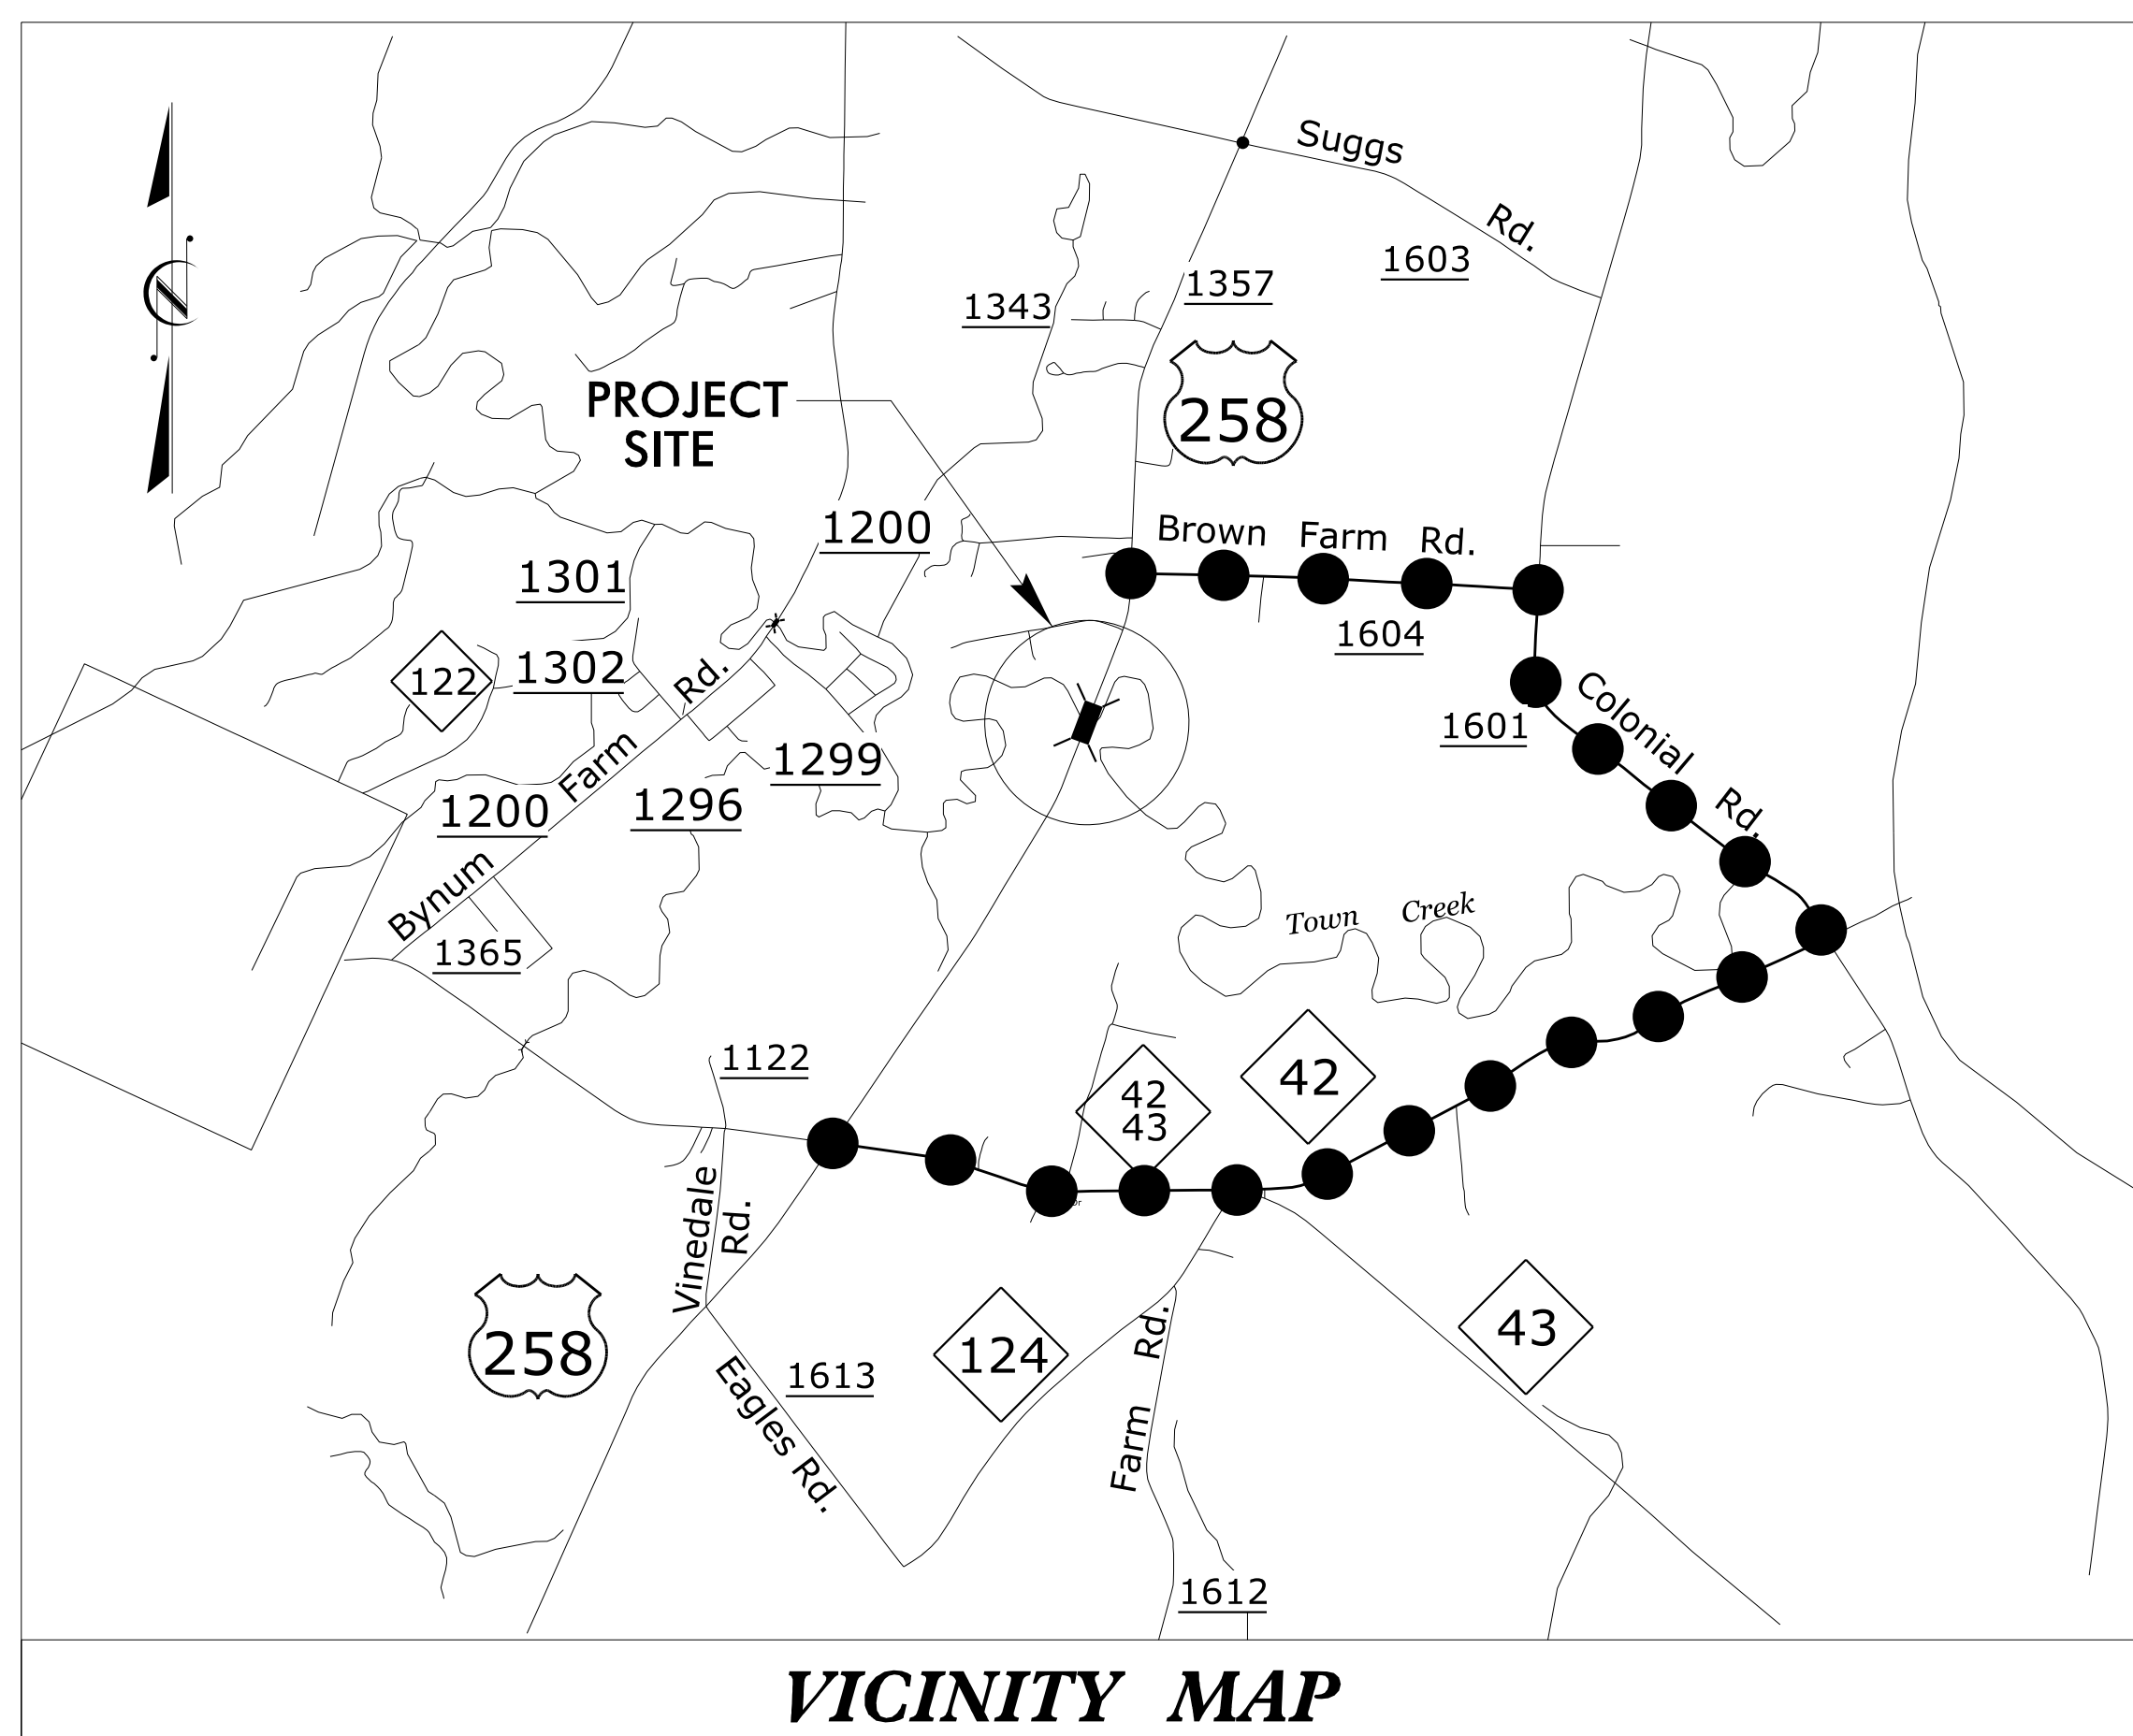 Suggs
Rd.
1603
1357
1343
258
PROJECT
SITE
1200
Brown Farm Rd.
1301
1604
122
1302
Rd.
Colonial
1601
Farm
1299
1200
1296
Rd.
Bynum
1365
Town Creek
1122
42
43
42
Vinedale
Rd.
258
124
43
Rd.
1613
Eagles Rd.
Farm
1612
VICINITY MAP